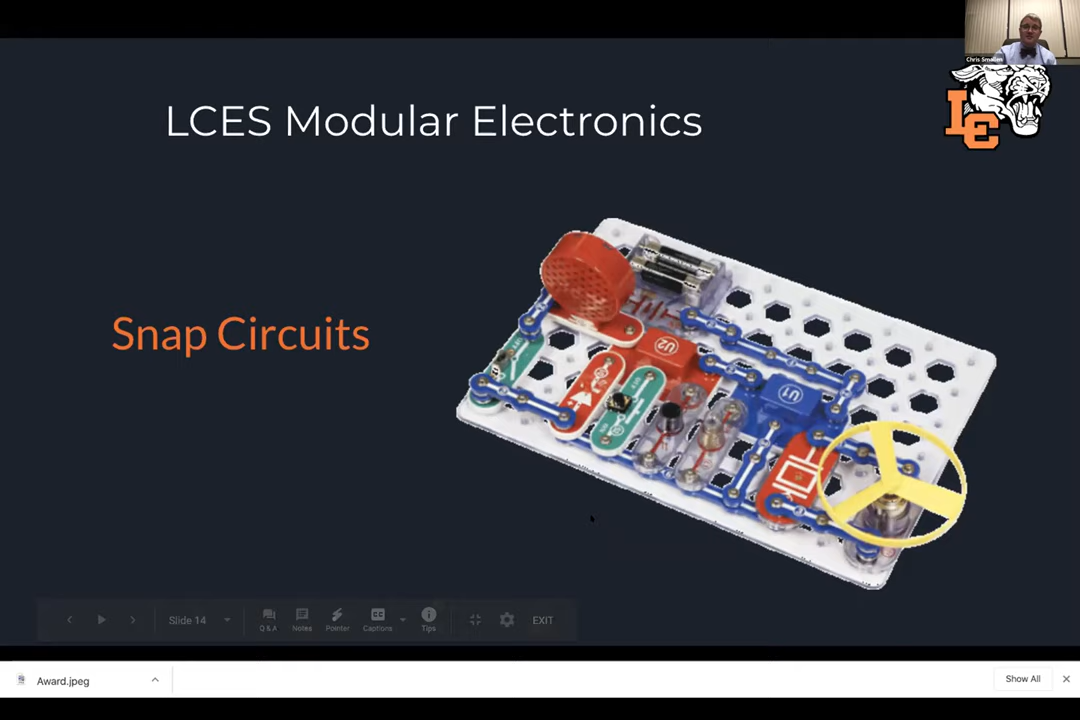 Chris Smallen
LCES Modular Electronics
LC
Snap Circuits
U2
U1
Slide 14
Q & A
Notes
Pointer
Captions
Tips
EXIT
Award.jpeg
Show All